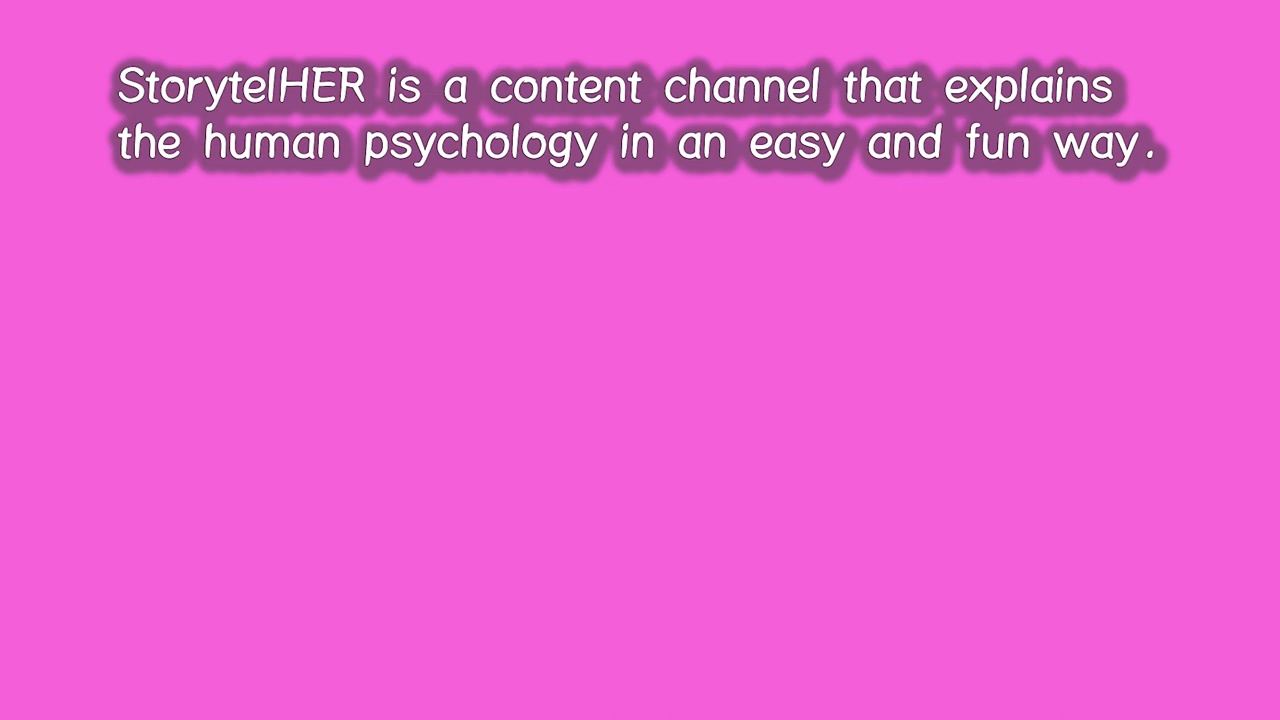 StorytelHER is a content channel that explains
the human psychology in an easy and fun way.